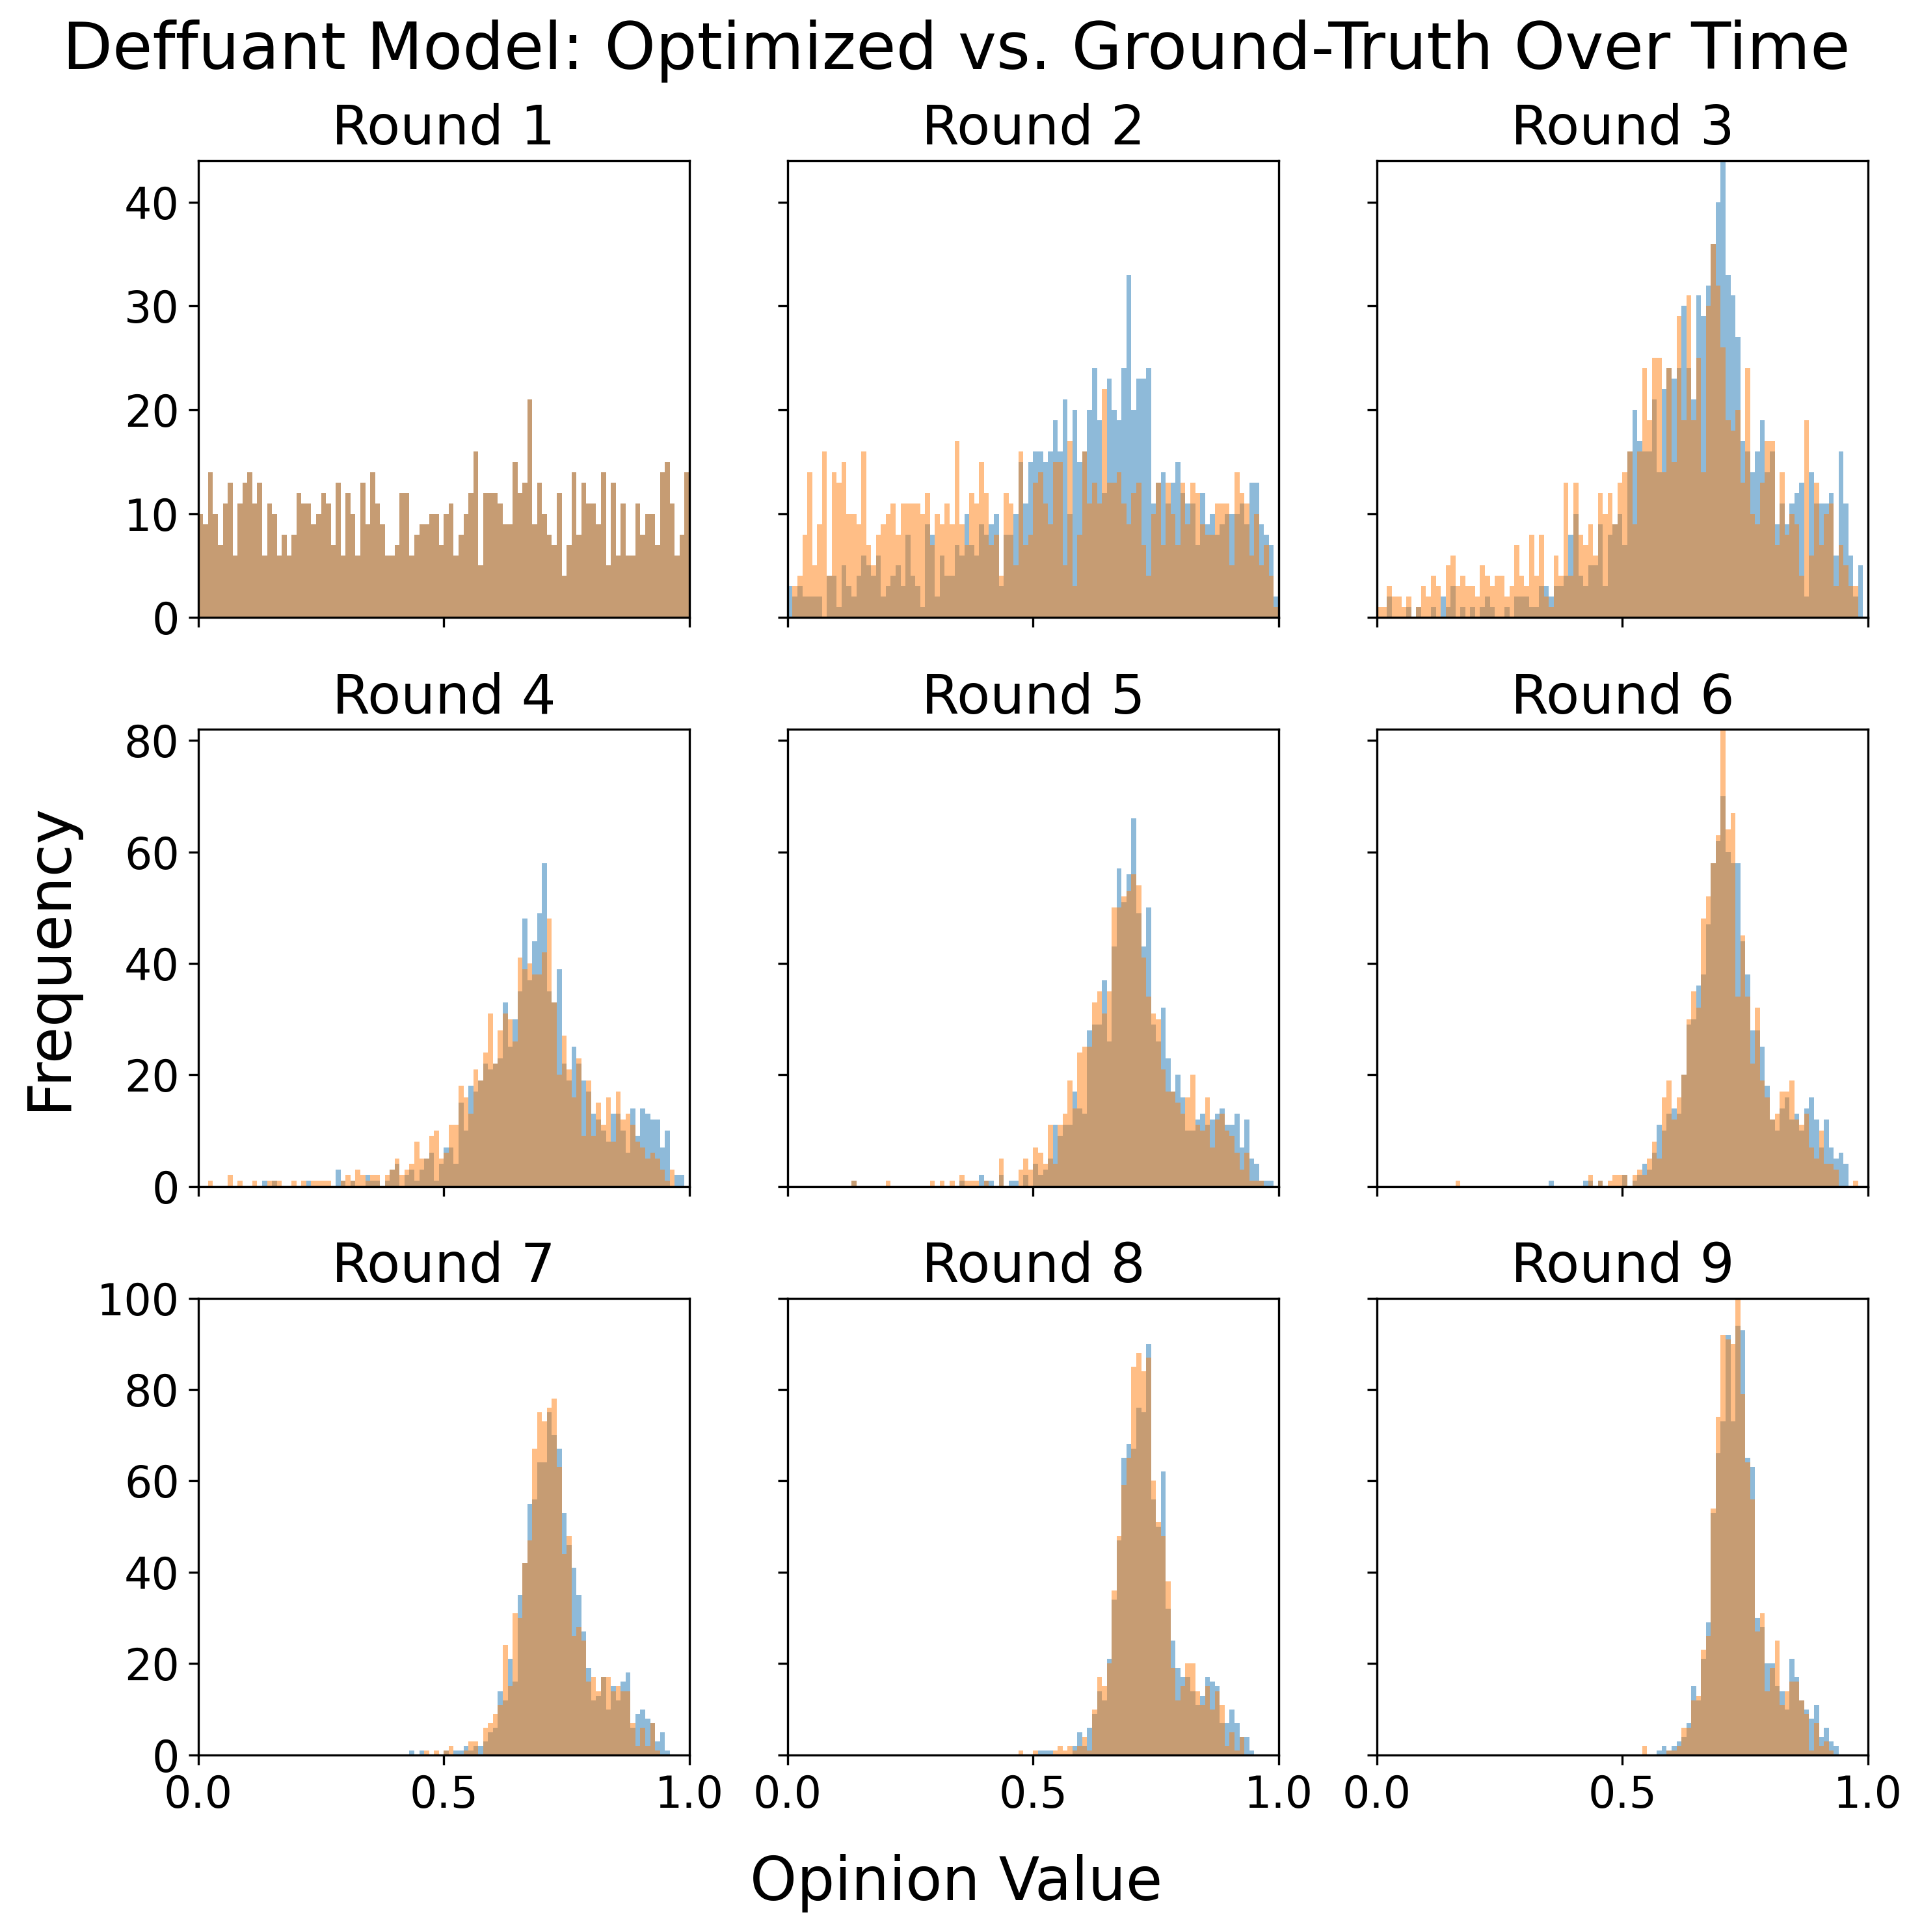 Deffuant Model: Optimized vs. Ground-Truth Over Time
Round 1
Round 2
Round 3
40
30
20
10
0
Round 4
Round 5
Round 6
80
60
40
20
0
Frequency
Round 7
Round 8
Round 9
100
80
60
40
20
0
0.0 0.5 1.0
0.0 0.5 1.0
0.0 0.5 1.0
Opinion Value